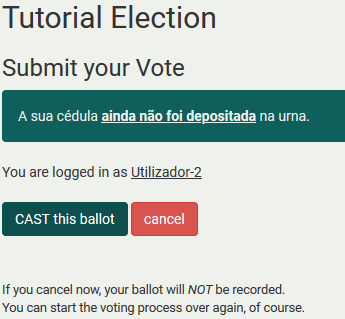 Tutorial Election
Submit your Vote
A sua cédula ainda não foi depositada na urna.
You are logged in as Utilizador-2
CAST this ballot cancel
If you cancel now, your ballot will NOT be recorded.
You can start the voting process over again, of course.